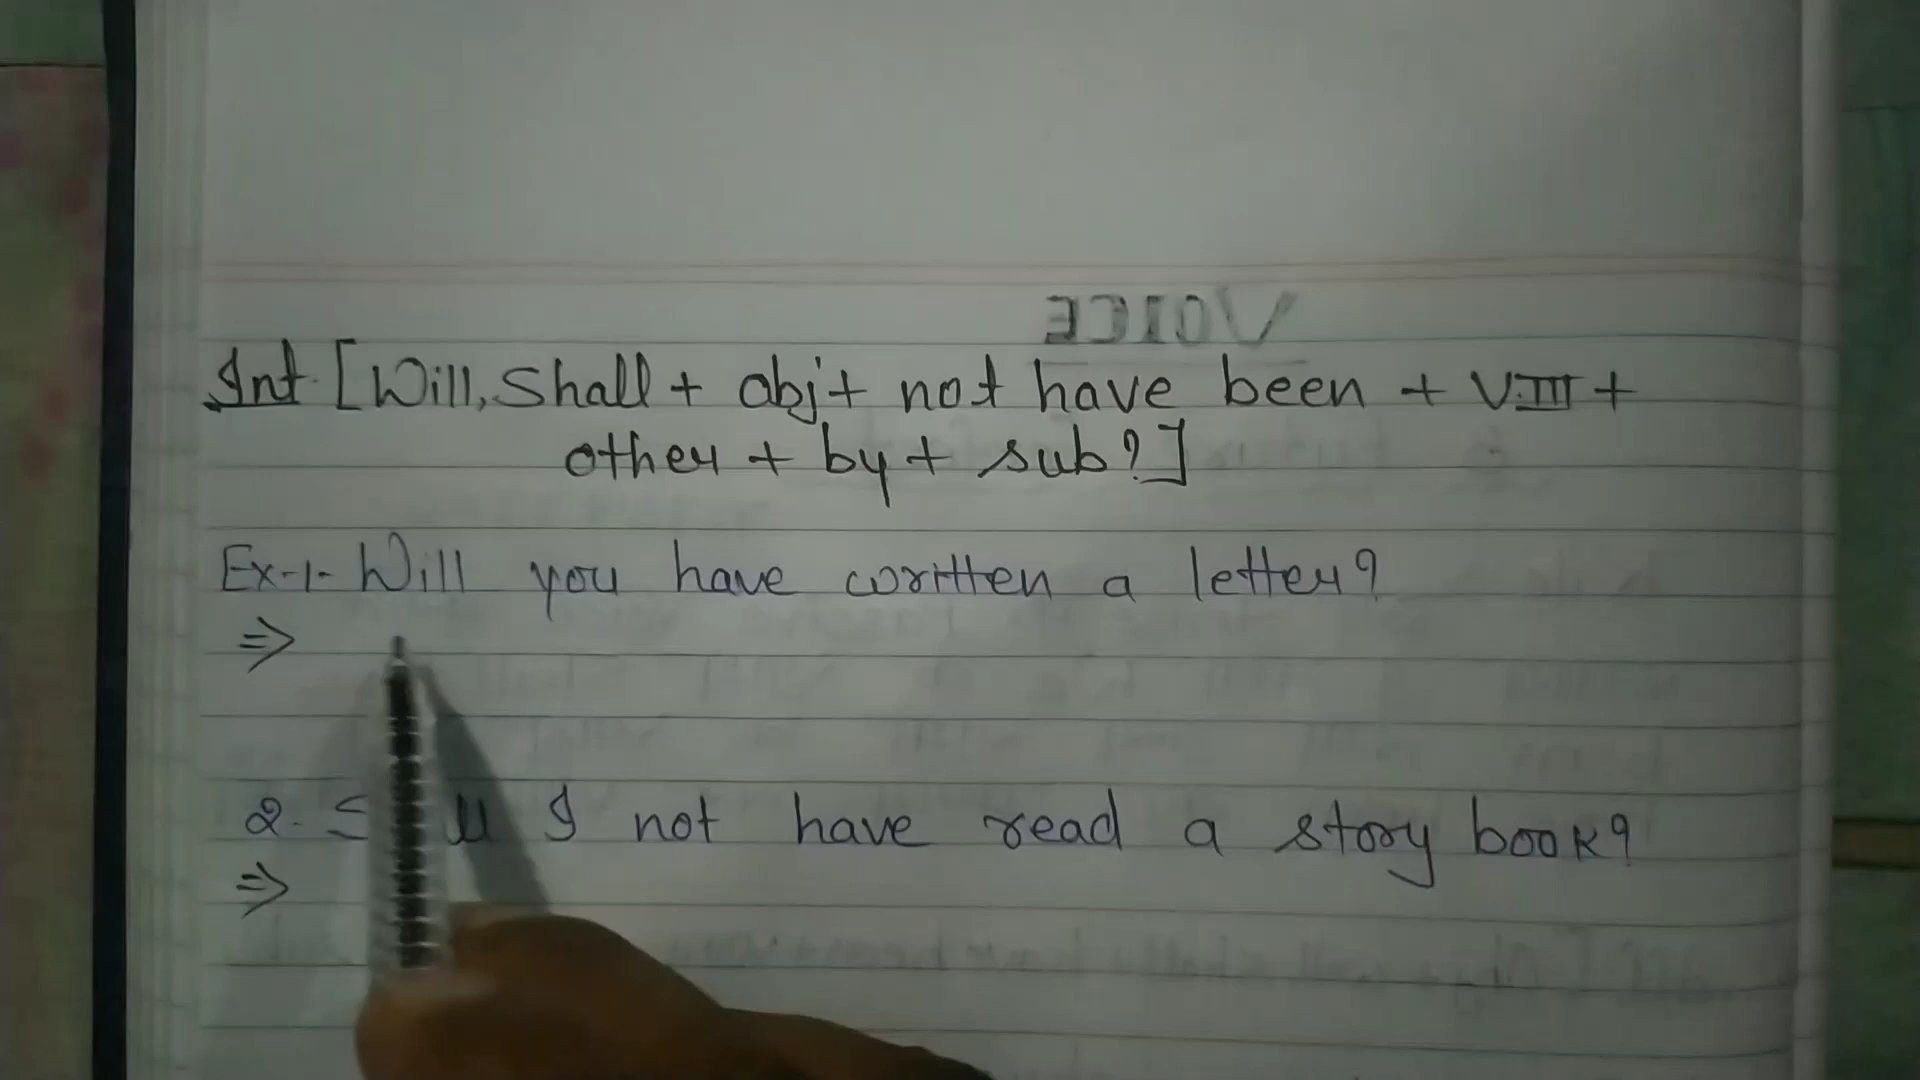 VOICE
Int [Will, Shall + obj + not have been + V.III +
other + by + sub?]
Ex-1- Will you have written a letter?
⇒
2. I not have read a story book?
⇒